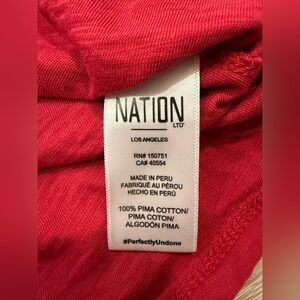 NATION
LTD
LOS ANGELES
RN# 150751
CA# 40554
MADE IN PERU
FABRIQUÉ AU PÉROU
HECHO EN PERÚ
100% PIMA COTTON/
PIMA COTON/
ALGODÓN PIMA
#PerfectlyUndone